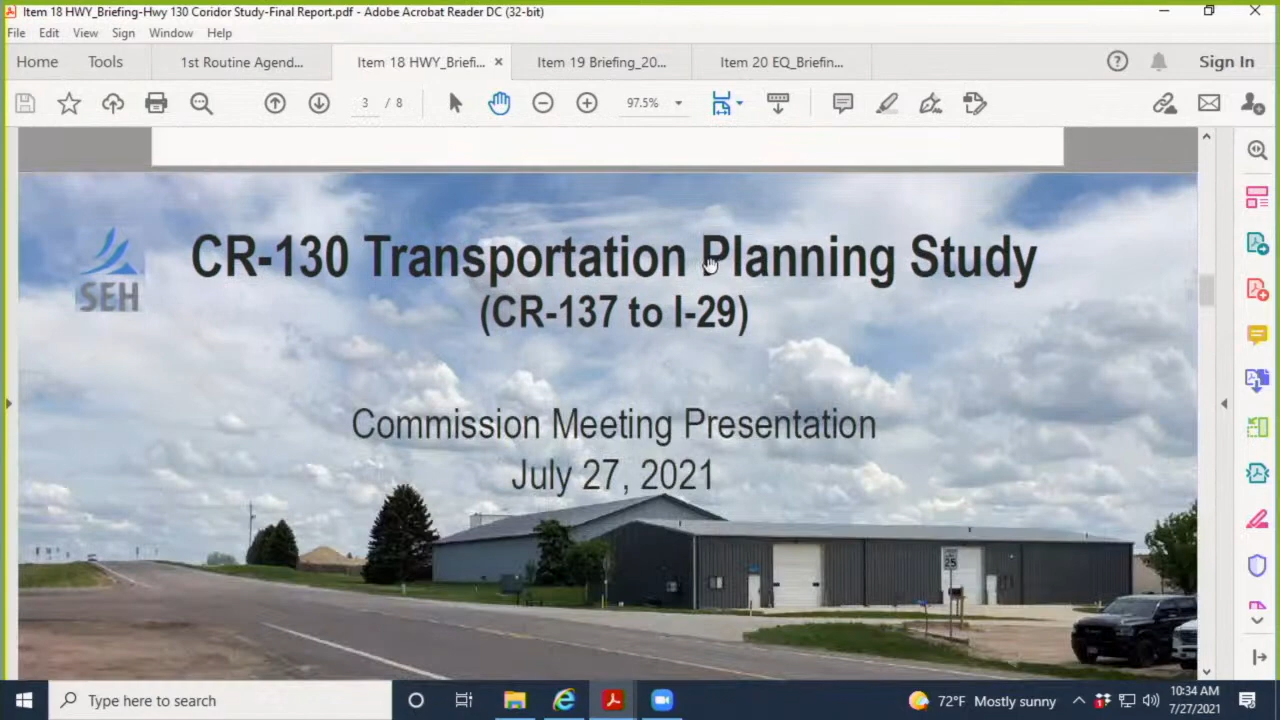 Item 18 HWY_Briefing-Hwy 130 Coridor Study-Final Report.pdf - Adobe Acrobat Reader DC (32-bit)
File Edit View Sign Window Help
Home Tools 1st Routine Agend... Item 18 HWY_Briefi... × Item 19 Briefing_20... Item 20 EQ_Briefin... Sign In
3 / 8 97.5%
SEH
CR-130 Transportation Planning Study
(CR-137 to I-29)
Commission Meeting Presentation
July 27, 2021
25
Type here to search
72°F Mostly sunny
10:34 AM
7/27/2021